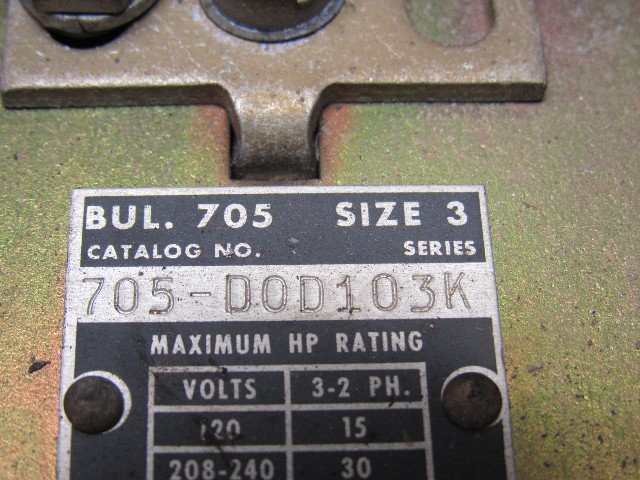 BUL. 705 SIZE 3
CATALOG NO. SERIES
705-DOD103K
MAXIMUM HP RATING
VOLTS 3-2 PH.
120 15
208-240 30